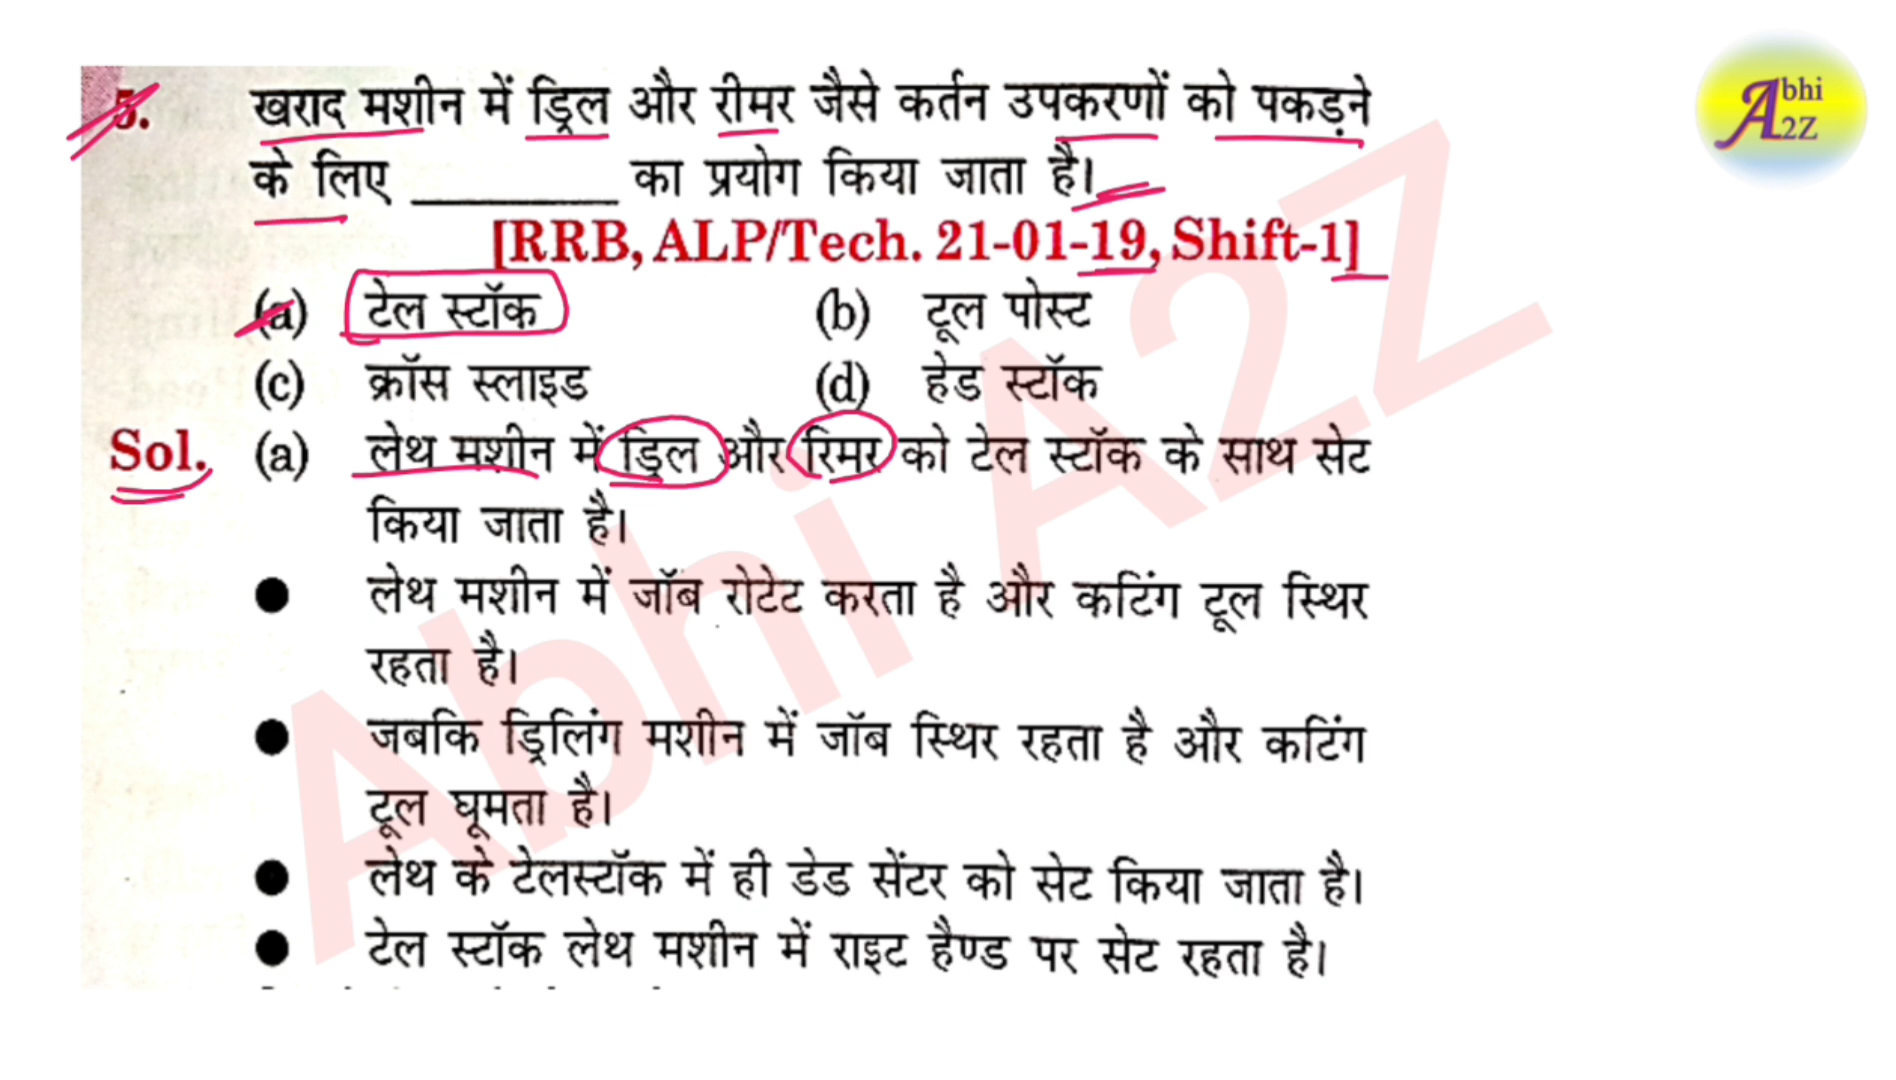 Abhi A2Z
5. खराद मशीन में ड्रिल और रीमर जैसे कर्तन उपकरणों को पकड़ने
के लिए ________ का प्रयोग किया जाता है।
[RRB, ALP/Tech. 21-01-19, Shift-1]
(a) टेल स्टॉक (b) टूल पोस्ट
(c) क्रॉस स्लाइड (d) हेड स्टॉक
Sol. (a) लेथ मशीन में ड्रिल और रिमर को टेल स्टॉक के साथ सेट
किया जाता है।
● लेथ मशीन में जॉब रोटेट करता है और कटिंग टूल स्थिर
रहता है।
● जबकि ड्रिलिंग मशीन में जॉब स्थिर रहता है और कटिंग
टूल घूमता है।
● लेथ के टेलस्टॉक में ही डेड सेंटर को सेट किया जाता है।
● टेल स्टॉक लेथ मशीन में राइट हैण्ड पर सेट रहता है।
Abhi A2Z